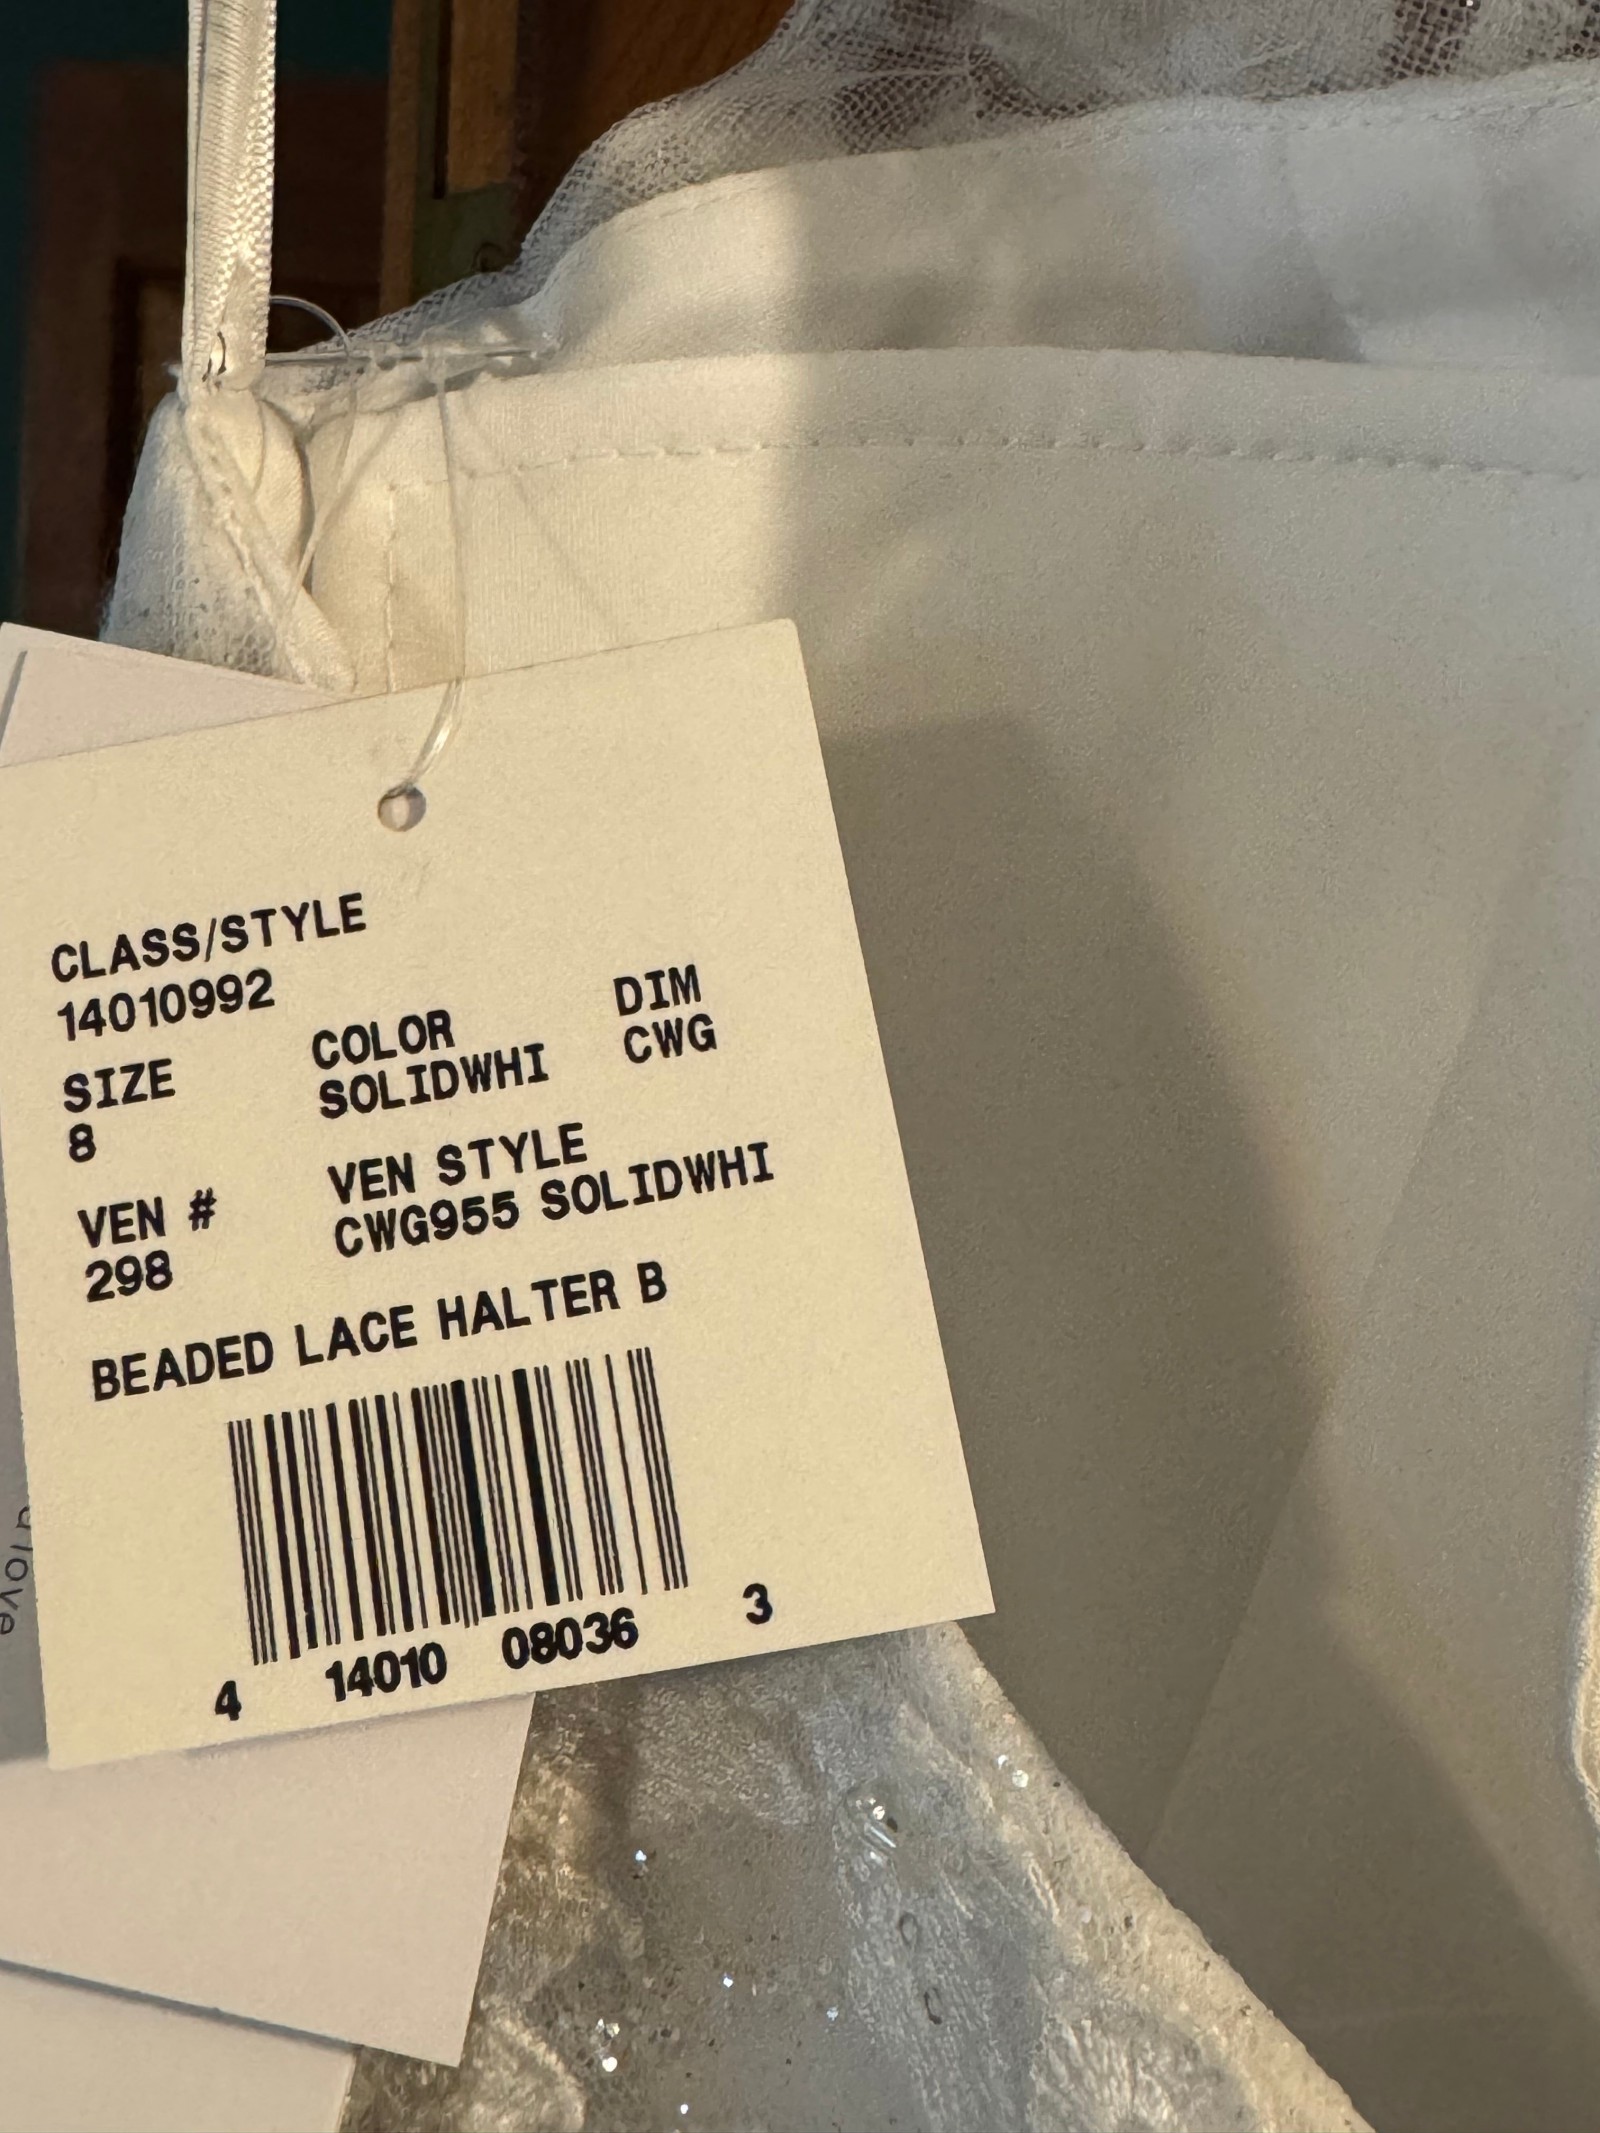 CLASS/STYLE
14010992
SIZE COLOR DIM
8 SOLIDWHI CWG
VEN # VEN STYLE
298 CWG955 SOLIDWHI
BEADED LACE HALTER B
4 14010 08036 3
love